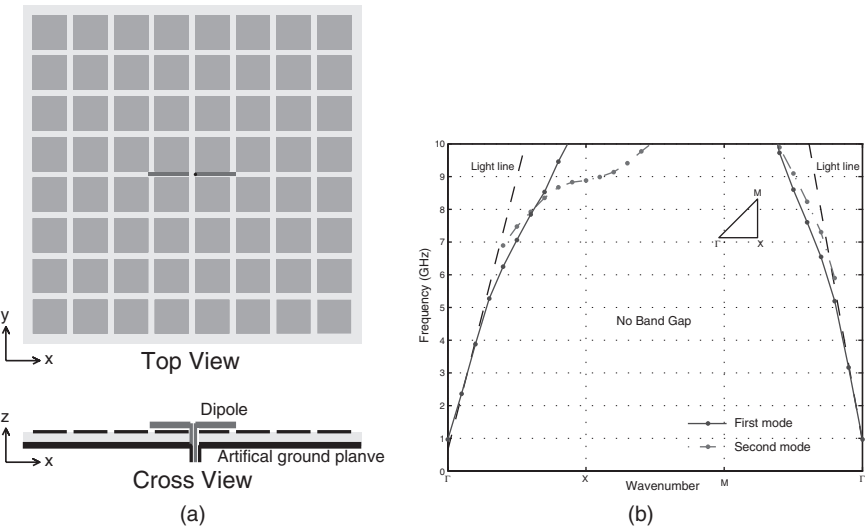 y
x
Top View
z
x
Dipole
Artifical ground planve
Cross View
(a)
10
9
8
7
6
5
4
3
2
1
0
Frequency (GHz)
Light line
Light line
M
Γ
X
No Band Gap
First mode
Second mode
Γ
X
M
Γ
Wavenumber
(b)